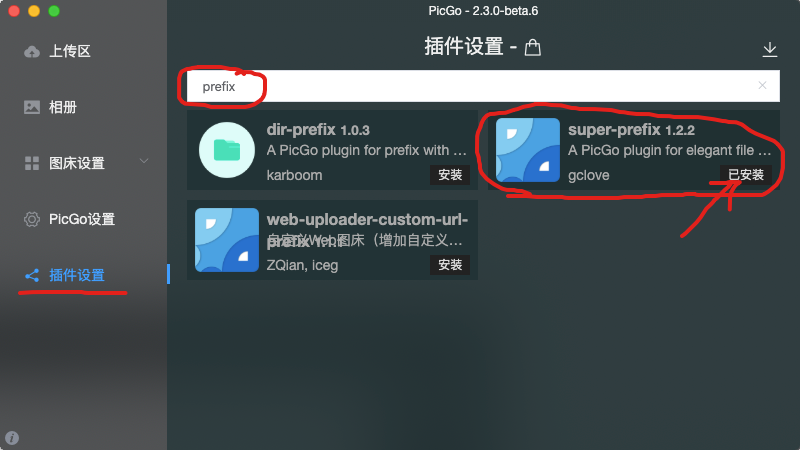 PicGo - 2.3.0-beta.6
上传区
相册
图床设置
PicGo设置
插件设置
插件设置 -
prefix
dir-prefix 1.0.3
A PicGo plugin for prefix with ...
karboom
安装
super-prefix 1.2.2
A PicGo plugin for elegant file ...
gclove
已安装
web-uploader-custom-url-
prefix
自定义Web图床（增加自定义...
ZQian, iceg
安装